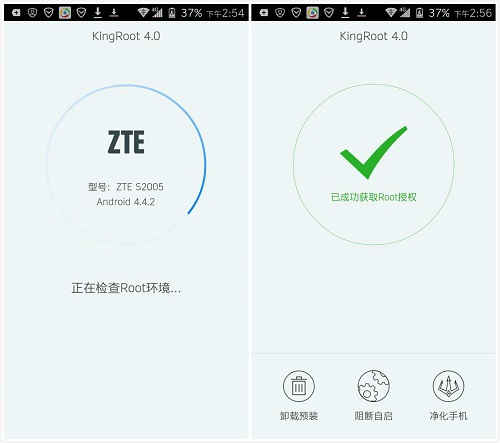 4G 37% 下午2:54
KingRoot 4.0
ZTE
型号：ZTE S2005
Android 4.4.2
正在检查Root环境...
4G 37% 下午2:56
KingRoot 4.0
已成功获取Root授权
卸载预装
阻断自启
净化手机